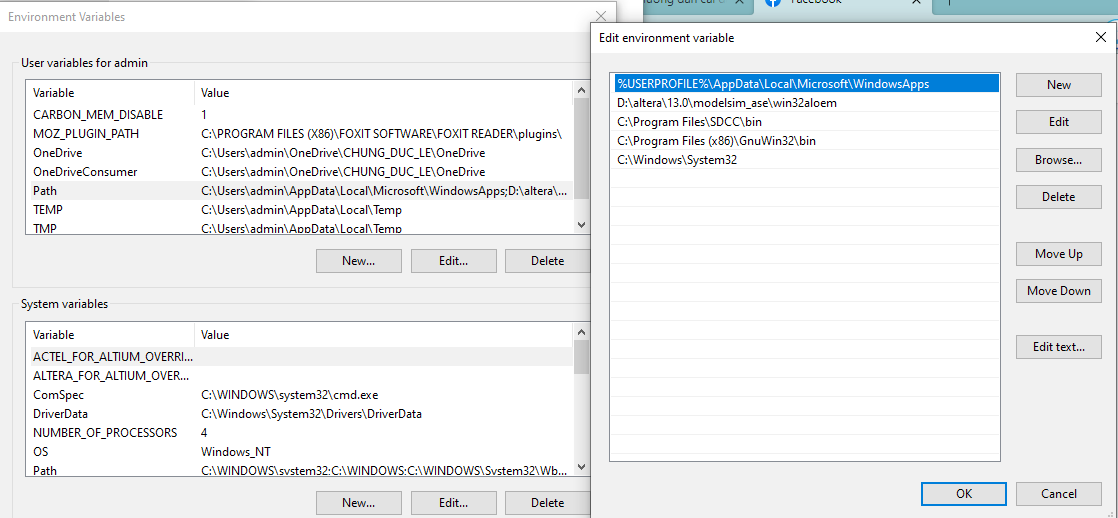 Facebook
Environment Variables
User variables for admin
Variable Value
CARBON_MEM_DISABLE 1
MOZ_PLUGIN_PATH C:\PROGRAM FILES (X86)\FOXIT SOFTWARE\FOXIT READER\plugins\
OneDrive C:\Users\admin\OneDrive\CHUNG_DUC_LE\OneDrive
OneDriveConsumer C:\Users\admin\OneDrive\CHUNG_DUC_LE\OneDrive
Path C:\Users\admin\AppData\Local\Microsoft\WindowsApps;D:\altera\...
TEMP C:\Users\admin\AppData\Local\Temp
TMP C:\Users\admin\AppData\Local\Temp
New... Edit... Delete
System variables
Variable Value
ACTEL_FOR_ALTIUM_OVERRI...
ALTERA_FOR_ALTIUM_OVER...
ComSpec C:\WINDOWS\system32\cmd.exe
DriverData C:\Windows\System32\Drivers\DriverData
NUMBER_OF_PROCESSORS 4
OS Windows_NT
Path C:\WINDOWS\system32;C:\WINDOWS;C:\WINDOWS\System32\Wb...
New... Edit... Delete
Edit environment variable
%USERPROFILE%\AppData\Local\Microsoft\WindowsApps
D:\altera\13.0\modelsim_ase\win32aloem
C:\Program Files\SDCC\bin
C:\Program Files (x86)\GnuWin32\bin
C:\Windows\System32
New
Edit
Browse...
Delete
Move Up
Move Down
Edit text...
OK Cancel